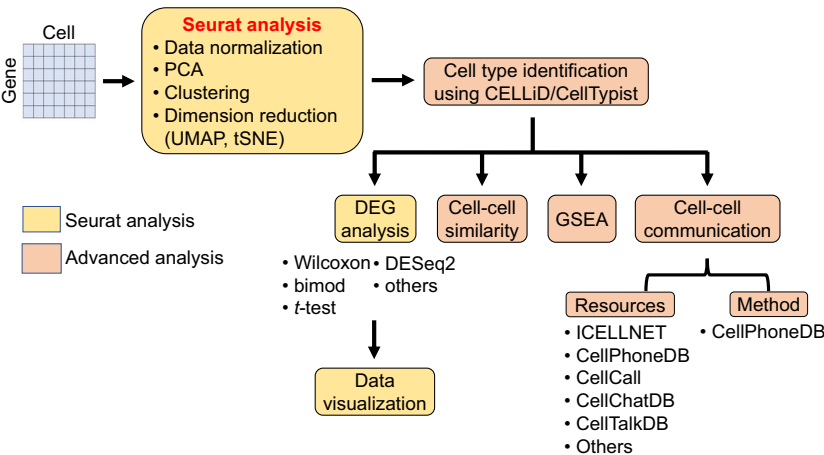 Cell
Gene
Seurat analysis
• Data normalization
• PCA
• Clustering
• Dimension reduction
(UMAP, tSNE)
Cell type identification
using CELLiD/CellTypist
Seurat analysis
Advanced analysis
DEG
analysis
• Wilcoxon
• bimod
• t-test
• DESeq2
• others
Data
visualization
Cell-cell
similarity
GSEA
Cell-cell
communication
Resources
• ICELLNET
• CellPhoneDB
• CellCall
• CellChatDB
• CellTalkDB
• Others
Method
• CellPhoneDB